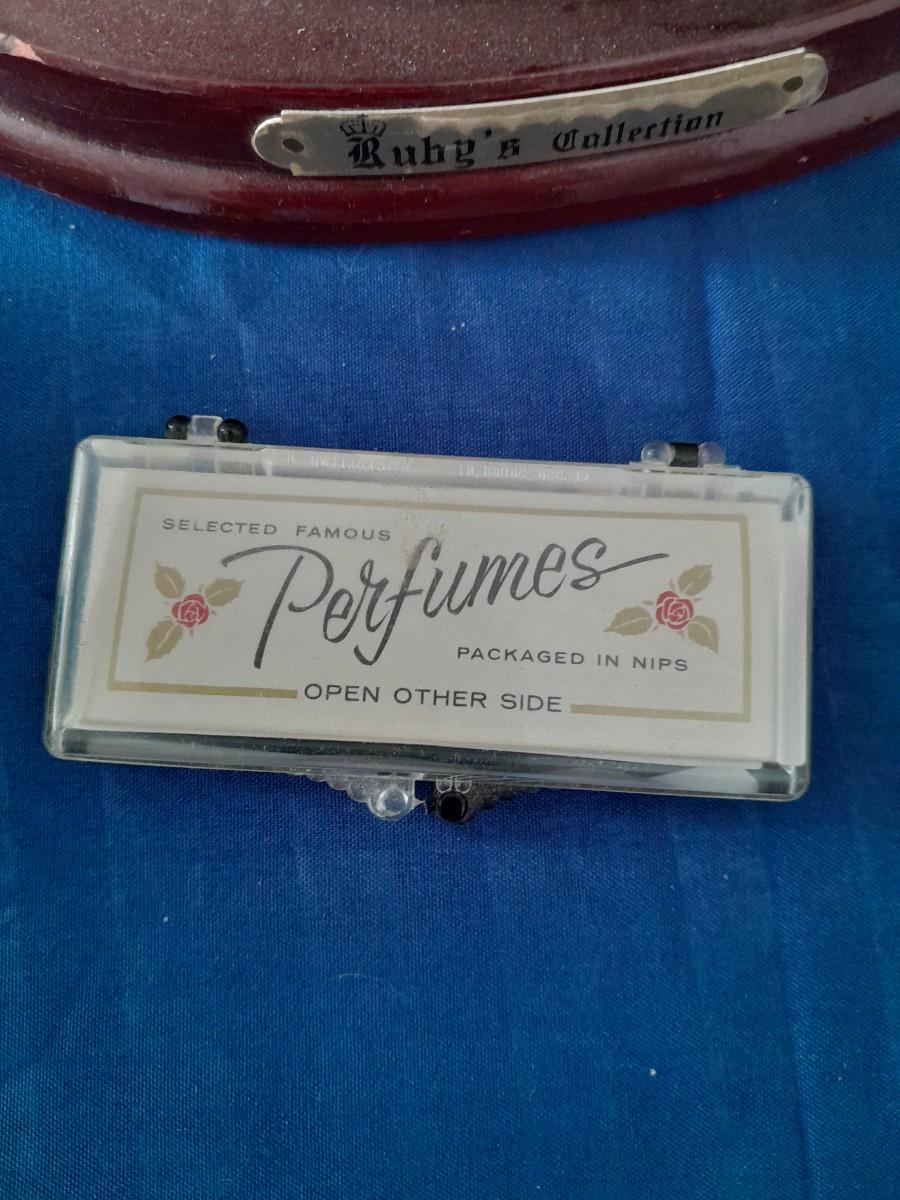 Ruby's Collection
SELECTED FAMOUS
Perfumes
PACKAGED IN NIPS
OPEN OTHER SIDE